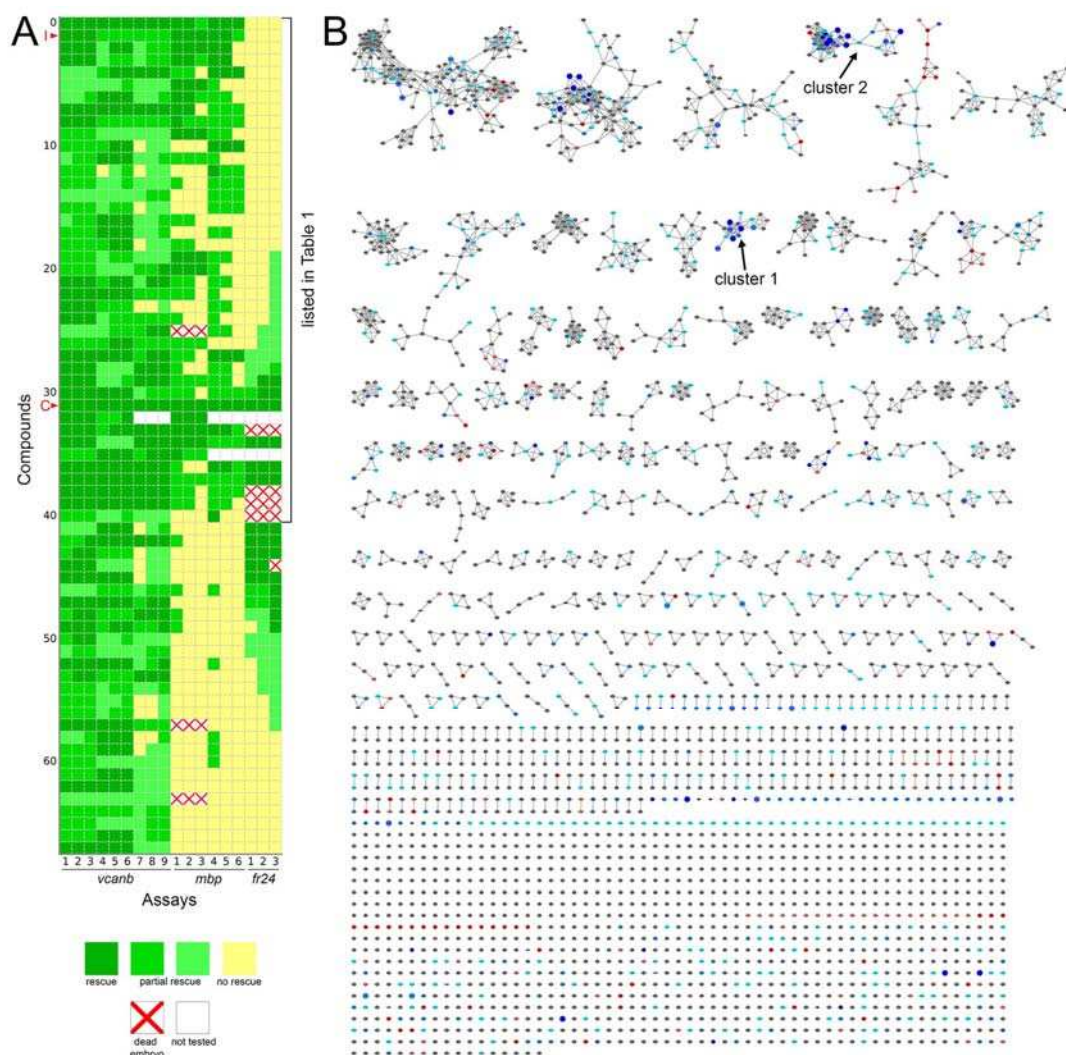 A
B
0
I
10
20
30
C
40
50
60
Compounds
listed in Table 1
1 2 3 4 5 6 7 8 9 1 2 3 4 5 6 1 2 3
vcanb mbp fr24
Assays
rescue partial rescue no rescue
dead not tested
embryo
cluster 2
cluster 1